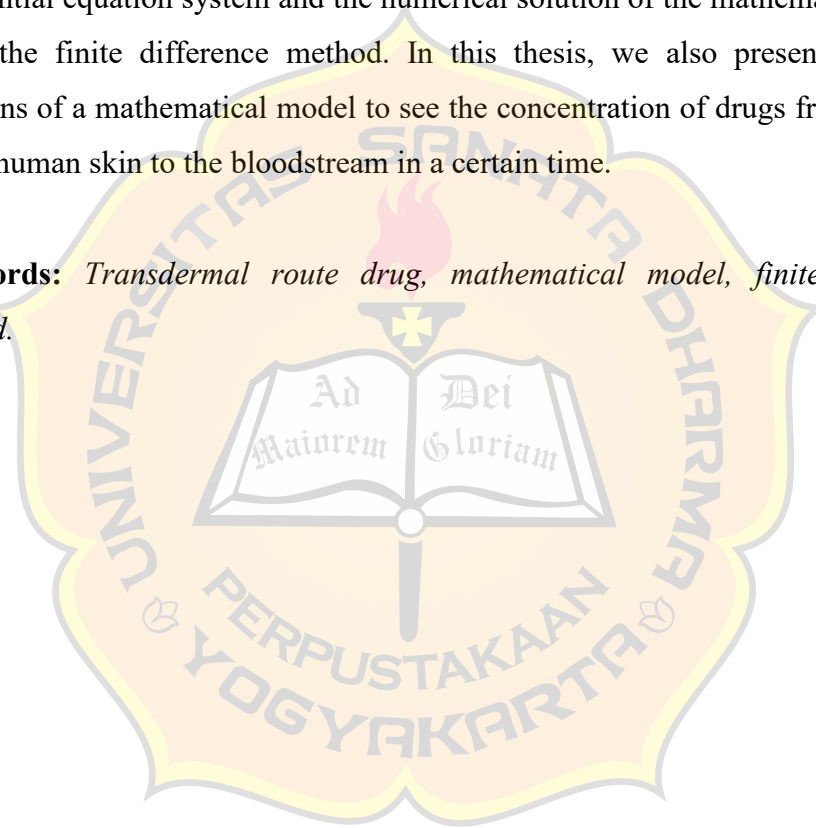 ntial equation system and the numerical solution of the mathema
the finite difference method. In this thesis, we also presen
ns of a mathematical model to see the concentration of drugs fr
human skin to the bloodstream in a certain time.
ords: Transdermal route drug, mathematical model, finite
d.
UNIVERSITAS SANATA DHARMA
Ad Dei
Maiorem Gloriam
PERPUSTAKAAN
YOGYAKARTA